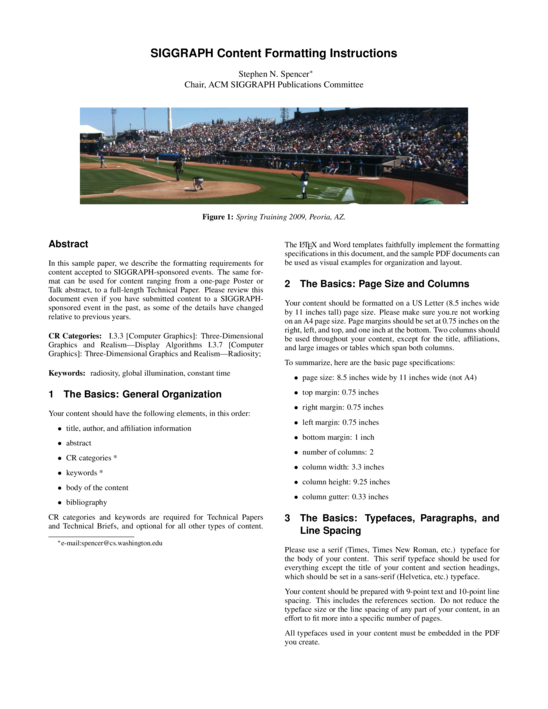 SIGGRAPH Content Formatting Instructions
Stephen N. Spencer*
Chair, ACM SIGGRAPH Publications Committee
Figure 1: Spring Training 2009, Peoria, AZ.
Abstract
In this sample paper, we describe the formatting requirements for
content accepted to SIGGRAPH-sponsored events. The same for-
mat can be used for content ranging from a one-page Poster or
Talk abstract, to a full-length Technical Paper. Please review this
document even if you have submitted content to a SIGGRAPH-
sponsored event in the past, as some of the details have changed
relative to previous years.
CR Categories: I.3.3 [Computer Graphics]: Three-Dimensional
Graphics and Realism—Display Algorithms I.3.7 [Computer
Graphics]: Three-Dimensional Graphics and Realism—Radiosity;
Keywords: radiosity, global illumination, constant time
1 The Basics: General Organization
Your content should have the following elements, in this order:
• title, author, and affiliation information
• abstract
• CR categories *
• keywords *
• body of the content
• bibliography
CR categories and keywords are required for Technical Papers
and Technical Briefs, and optional for all other types of content.
*e-mail:spencer@cs.washington.edu
The LATEX and Word templates faithfully implement the formatting
specifications in this document, and the sample PDF documents can
be used as visual examples for organization and layout.
2 The Basics: Page Size and Columns
Your content should be formatted on a US Letter (8.5 inches wide
by 11 inches tall) page size. Please make sure you.re not working
on an A4 page size. Page margins should be set at 0.75 inches on the
right, left, and top, and one inch at the bottom. Two columns should
be used throughout your content, except for the title, affiliations,
and large images or tables which span both columns.
To summarize, here are the basic page specifications:
• page size: 8.5 inches wide by 11 inches wide (not A4)
• top margin: 0.75 inches
• right margin: 0.75 inches
• left margin: 0.75 inches
• bottom margin: 1 inch
• number of columns: 2
• column width: 3.3 inches
• column height: 9.25 inches
• column gutter: 0.33 inches
3 The Basics: Typefaces, Paragraphs, and
Line Spacing
Please use a serif (Times, Times New Roman, etc.) typeface for
the body of your content. This serif typeface should be used for
everything except the title of your content and section headings,
which should be set in a sans-serif (Helvetica, etc.) typeface.
Your content should be prepared with 9-point text and 10-point line
spacing. This includes the references section. Do not reduce the
typeface size or the line spacing of any part of your content, in an
effort to fit more into a specific number of pages.
All typefaces used in your content must be embedded in the PDF
you create.